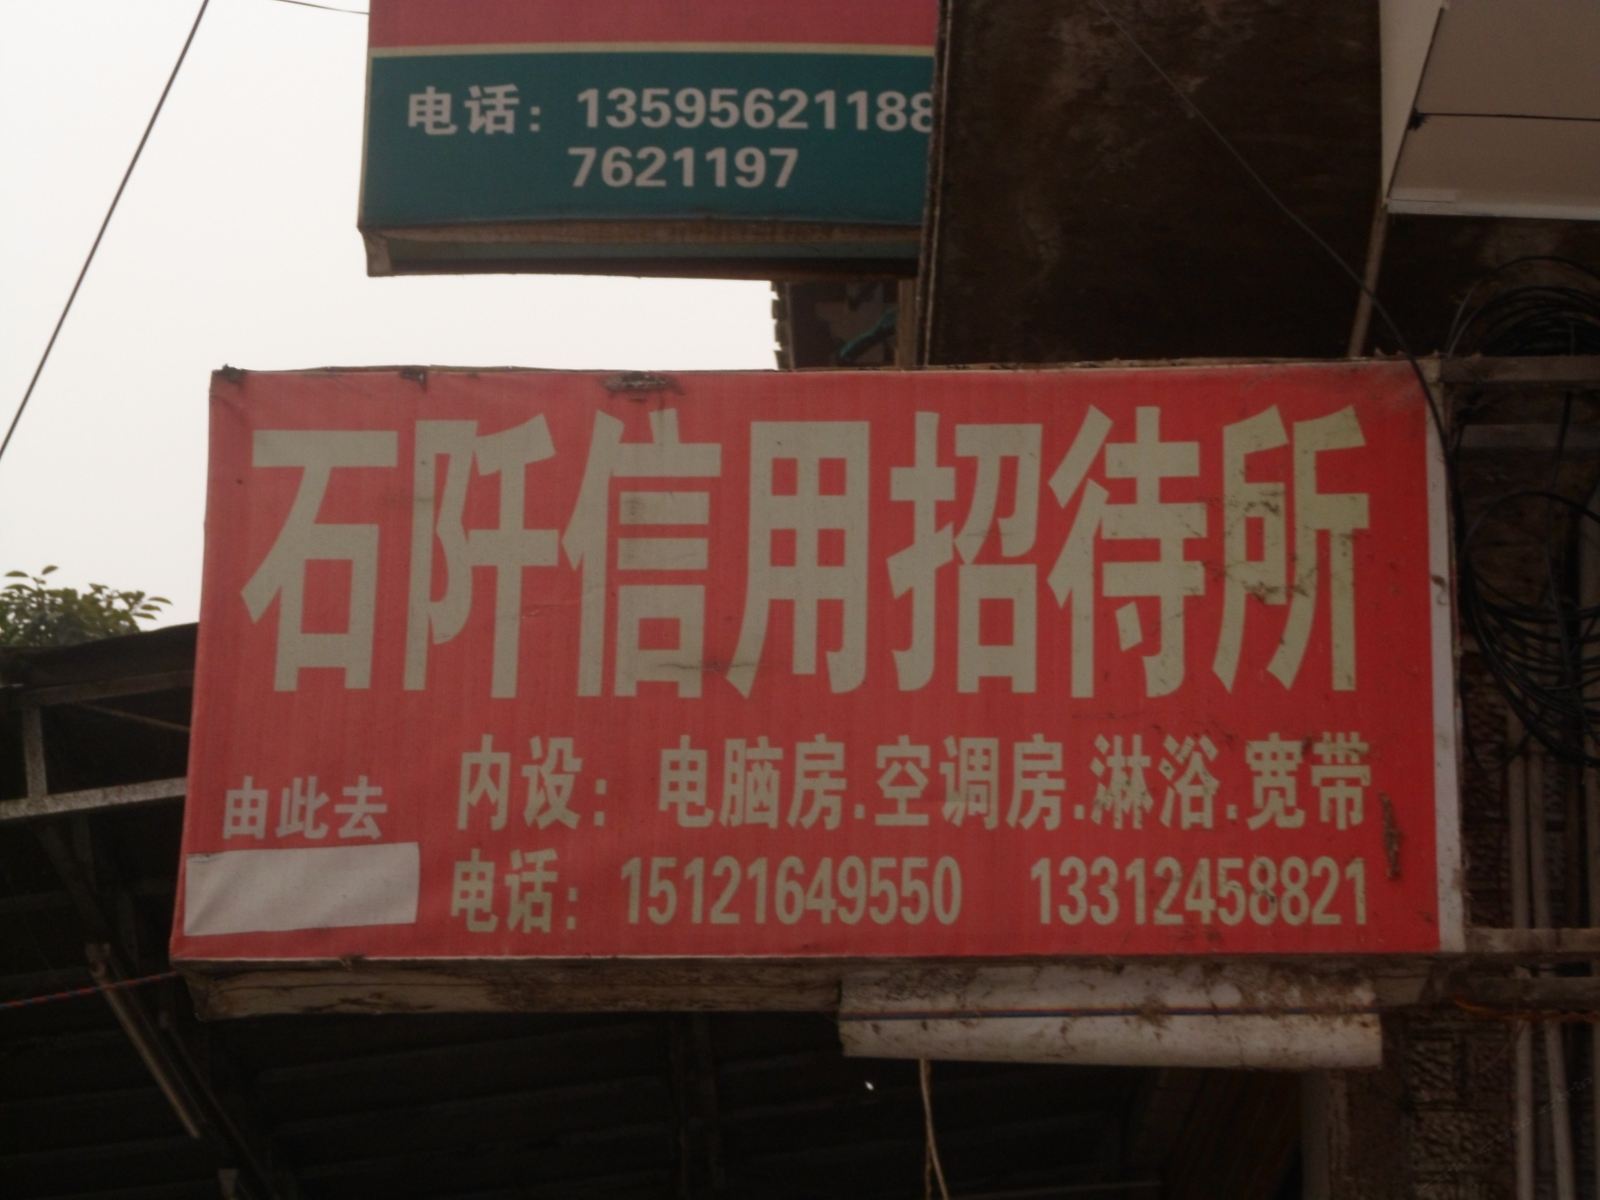 电话：13595621188
7621197
石阡信用招待所
内设：电脑房.空调房.淋浴.宽带
由此去
电话：15121649550 13312458821